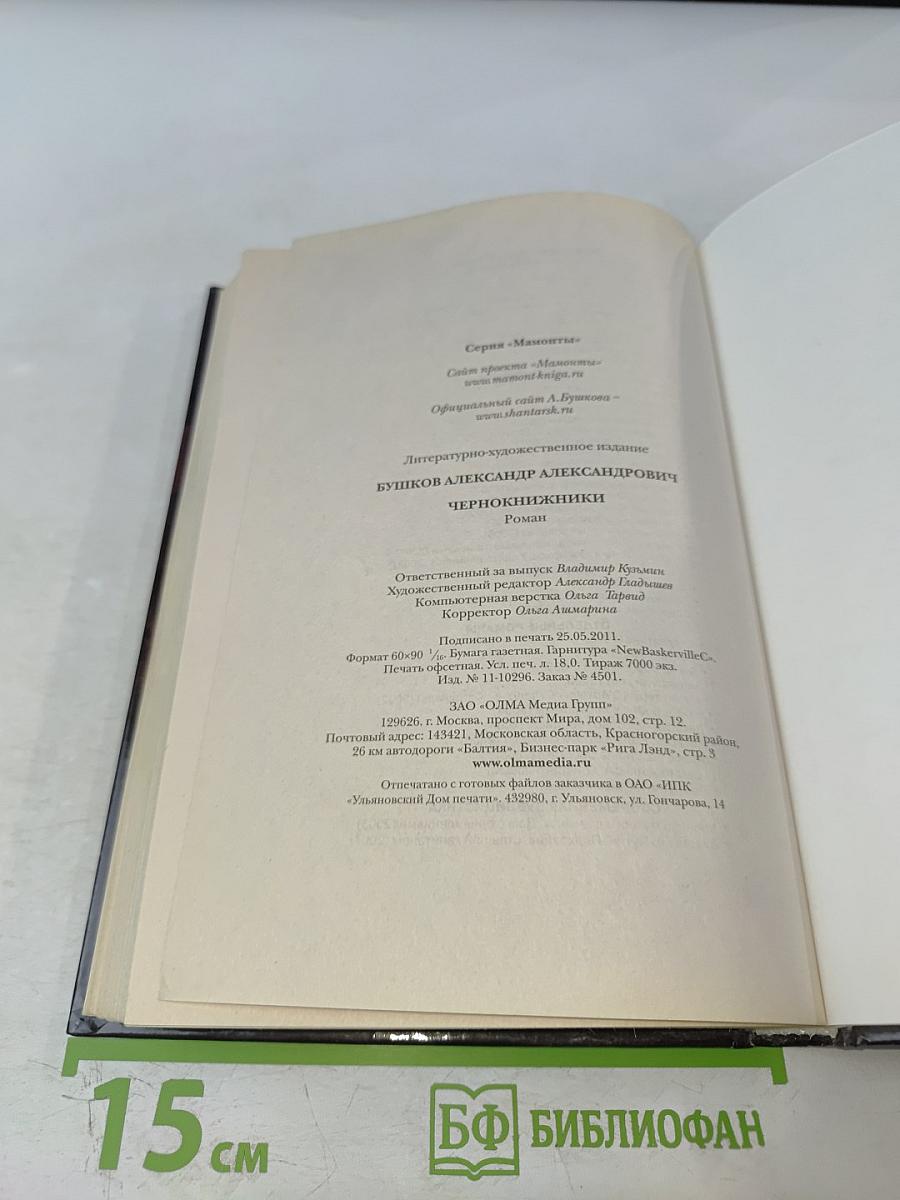 Серия «Мамонты»
Сайт проекта «Мамонты»
www.mamont-kniga.ru
Официальный сайт А.Бушкова –
www.shantarsk.ru
Литературно-художественное издание
БУШКОВ АЛЕКСАНДР АЛЕКСАНДРОВИЧ
ЧЕРНОКНИЖНИКИ
Роман
Ответственный за выпуск Владимир Кузьмин
Художественный редактор Александр Гладышев
Компьютерная верстка Ольга Тарвид
Корректор Ольга Ашмарина
Подписано в печать 25.05.2011.
Формат 60×90 1/16. Бумага газетная. Гарнитура «NewBaskervilleC».
Печать офсетная. Усл. печ. л. 18,0. Тираж 7000 экз.
Изд. № 11-10296. Заказ № 4501.
ЗАО «ОЛМА Медиа Групп»
129626, г. Москва, проспект Мира, дом 102, стр. 12.
Почтовый адрес: 143421, Московская область, Красногорский район,
26 км автодороги «Балтия», Бизнес-парк «Рига Лэнд», стр. 3
www.olmamedia.ru
Отпечатано с готовых файлов заказчика в ОАО «ИПК
«Ульяновский Дом печати». 432980, г. Ульяновск, ул. Гончарова, 14
15 см
БФ БИБЛИОФАН